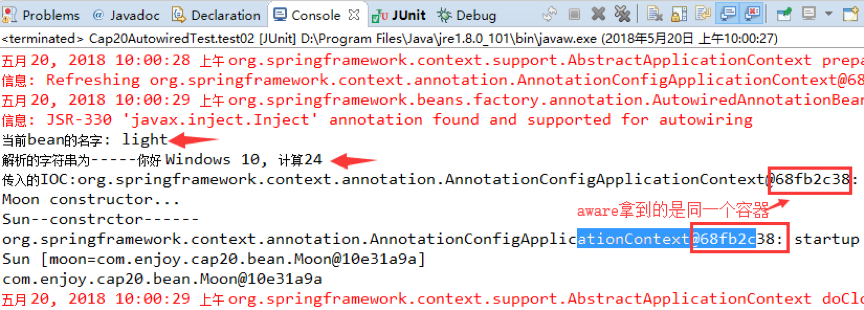 Problems @ Javadoc Declaration Console JUnit Debug
<terminated> Cap20AutowiredTest.test02 [JUnit] D:\Program Files\Java\jre1.8.0_101\bin\javaw.exe (2018年5月20日 上午10:00:27)
五月 20, 2018 10:00:28 上午 org.springframework.context.support.AbstractApplicationContext prepa
信息: Refreshing org.springframework.context.annotation.AnnotationConfigApplicationContext@68
五月 20, 2018 10:00:29 上午 org.springframework.beans.factory.annotation.AutowiredAnnotationBean
信息: JSR-330 'javax.inject.Inject' annotation found and supported for autowiring
当前bean的名字: light
解析的字符串为-----你好 Windows 10, 计算24
传入的IOC:org.springframework.context.annotation.AnnotationConfigApplicationContext@68fb2c38:
Moon constructor...
Sun--constrctor------
aware拿到的是同一个容器
org.springframework.context.annotation.AnnotationConfigApplicationContext@68fb2c38: startup
Sun [moon=com.enjoy.cap20.bean.Moon@10e31a9a]
com.enjoy.cap20.bean.Moon@10e31a9a
五月 20, 2018 10:00:29 上午 org.springframework.context.support.AbstractApplicationContext doClo